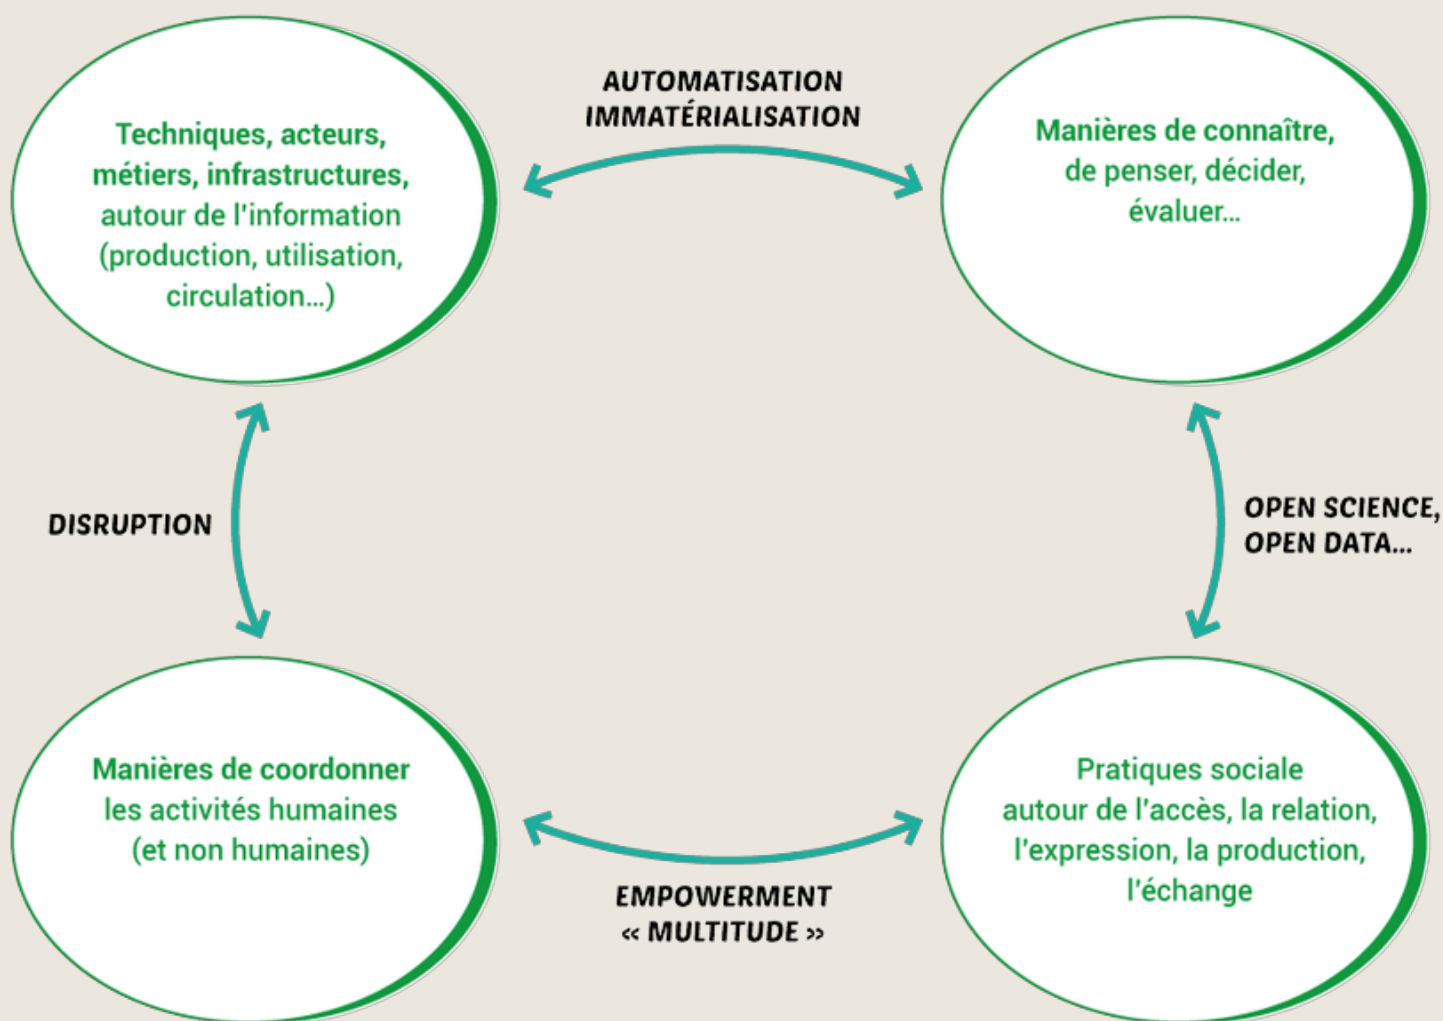 Techniques, acteurs,
métiers, infrastructures,
autour de l'information
(production, utilisation,
circulation...)
AUTOMATISATION
IMMATÉRIALISATION
Manières de connaître,
de penser, décider,
évaluer...
DISRUPTION
OPEN SCIENCE,
OPEN DATA...
Manières de coordonner
les activités humaines
(et non humaines)
EMPOWERMENT
« MULTITUDE »
Pratiques sociale
autour de l'accès, la relation,
l'expression, la production,
l'échange